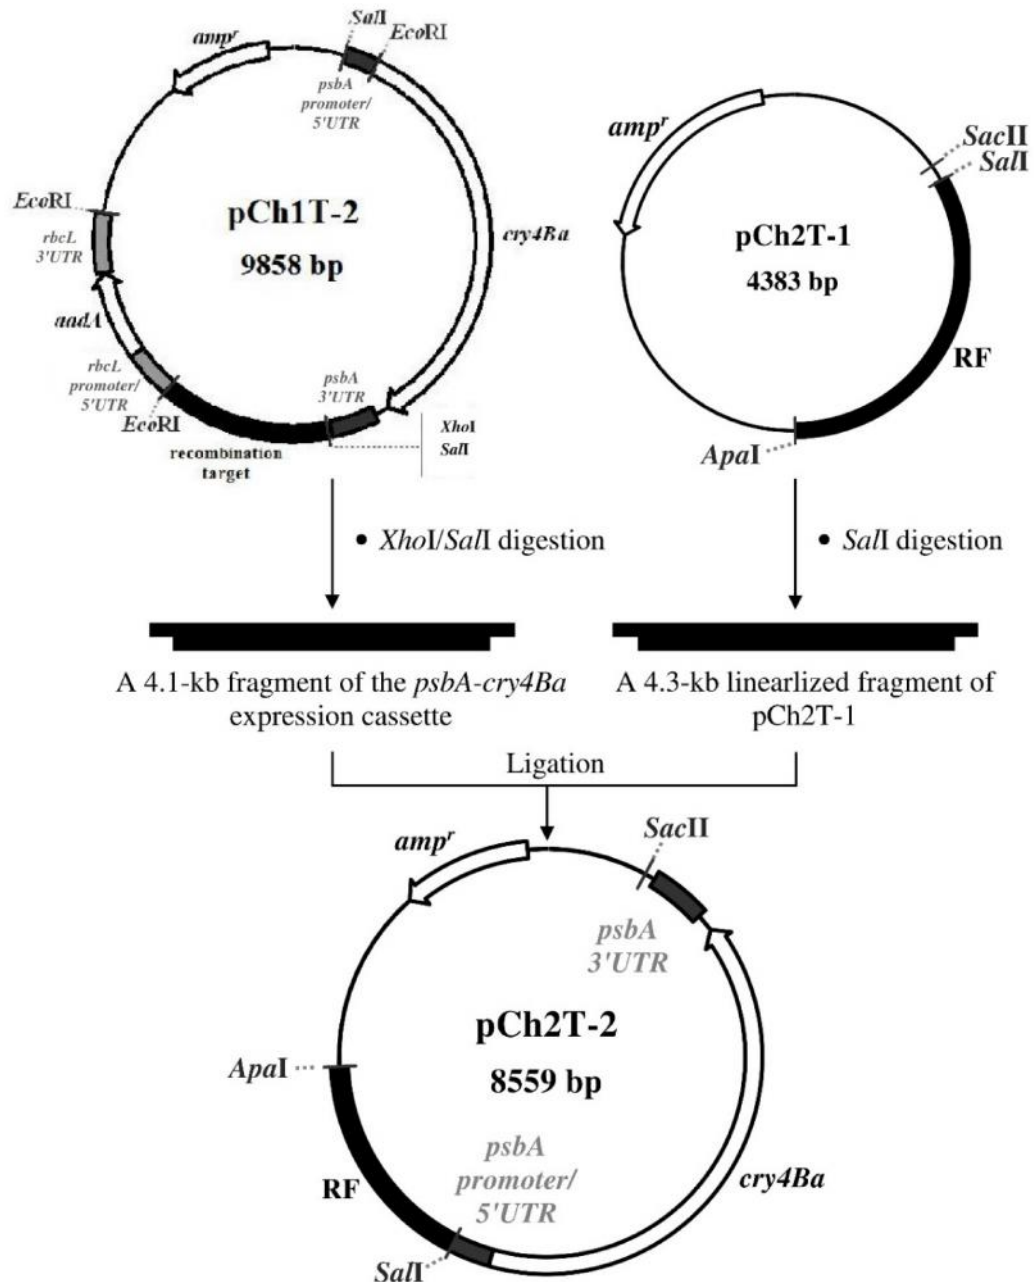 SalI
EcoRI
ampʳ
psbA
promoter/
5'UTR
EcoRI
rbcL
3'UTR
pCh1T-2
9858 bp
cry4Ba
aadA
rbcL
promoter/
5'UTR
EcoRI
psbA
3'UTR
recombination
target
XhoI
SalI
ampʳ
SacII
SalI
pCh2T-1
4383 bp
RF
ApaI
• XhoI/SalI digestion
• SalI digestion
A 4.1-kb fragment of the psbA-cry4Ba
expression cassette
A 4.3-kb linearlized fragment of
pCh2T-1
Ligation
ampʳ
SacII
psbA
3'UTR
pCh2T-2
8559 bp
ApaI
psbA
promoter/
5'UTR
RF
cry4Ba
SalI